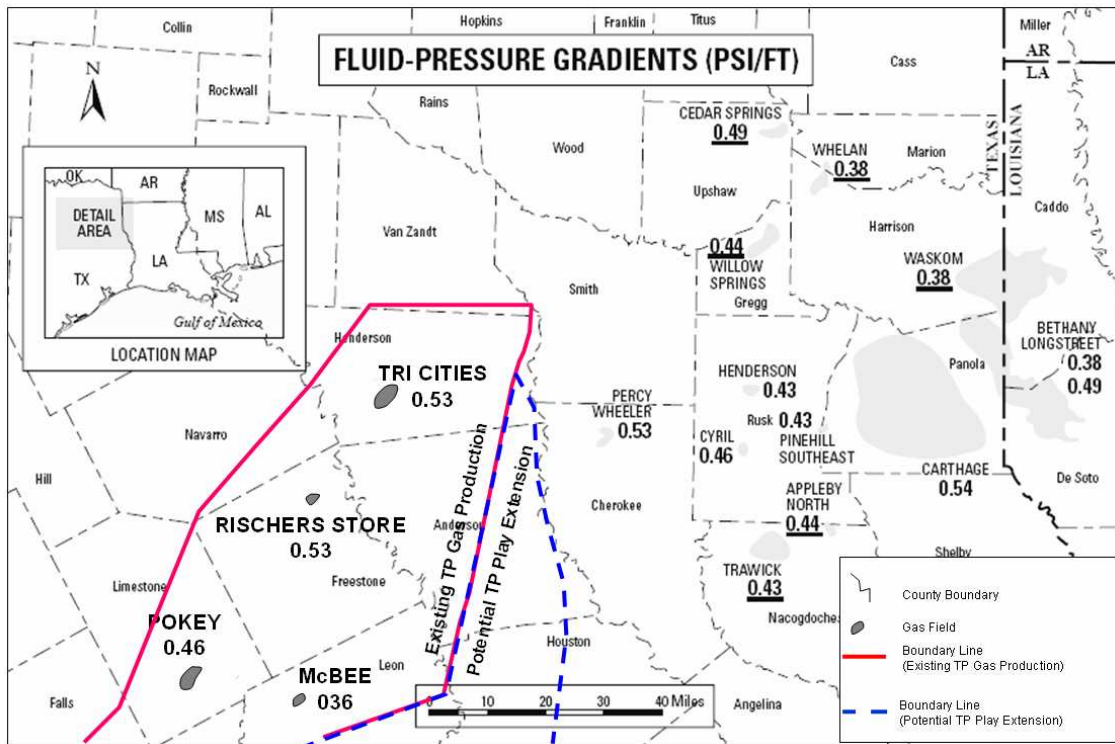 Collin
Hopkins
Franklin
Titus
Miller
AR
LA
N
FLUID-PRESSURE GRADIENTS (PSI/FT)
Cass
Rockwall
Rains
CEDAR SPRINGS
0.49
Wood
WHELAN
0.38
Marion
TEXAS
LOUISIANA
OK
AR
DETAIL
AREA
MS
AL
TX
LA
Gulf of Mexico
LOCATION MAP
Upshaw
Caddo
Van Zandt
Harrison
0.44
WILLOW
SPRINGS
Gregg
WASKOM
0.38
Smith
Henderson
BETHANY
LONGSTREET
0.38
0.49
TRI CITIES
0.53
HENDERSON
0.43
Panola
PERCY
WHEELER
0.53
Rusk 0.43
PINEHILL
SOUTHEAST
CYRIL
0.46
Navarro
Hill
CARTHAGE
0.54
De Soto
RISCHERS STORE
0.53
Anderson
Existing TP Gas Production
Potential TP Play Extension
Cherokee
APPLEBY
NORTH
0.44
Shelby
Limestone
Freestone
TRAWICK
0.43
Nacogdoches
POKEY
0.46
Houston
Leon
McBEE
036
Falls
0 10 20 30 40 Miles
Angelina
County Boundary
Gas Field
Boundary Line
(Existing TP Gas Production)
Boundary Line
(Potential TP Play Extension)